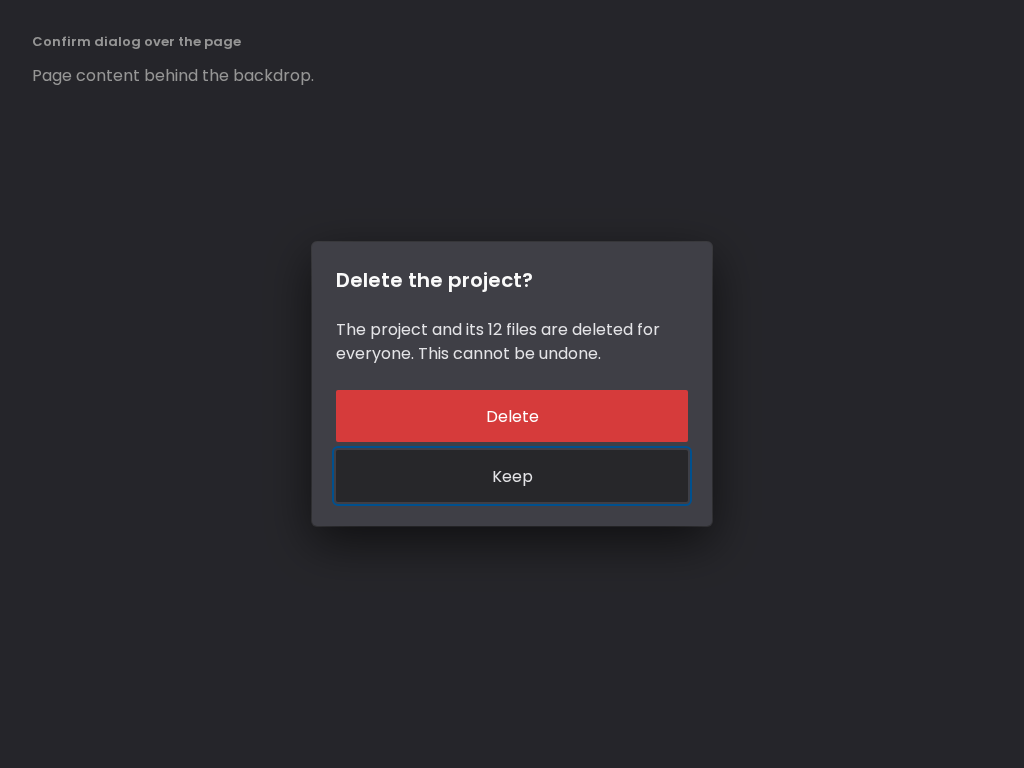 Confirm dialog over the page
Page content behind the backdrop.
Delete the project?
The project and its 12 files are deleted for
everyone. This cannot be undone.
Delete
Keep